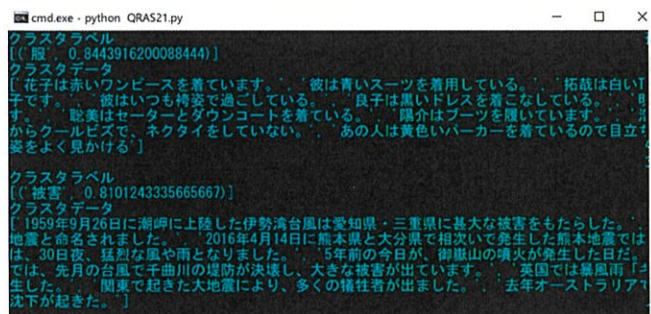 cmd.exe - python QRAS21.py
クラスタラベル
[('服', 0.8443916200088444)]
クラスタデータ
['花子は赤いワンピースを着ています。', '彼は青いスーツを着用している。', '拓哉は白いT
子です。', '彼はいつも袴姿で過ごしている。', '良子は黒いドレスを着こなしている。', '
す。', '聡美はセーターとダウンコートを着ている。', '陽介はブーツを履いています。', '
からクールビズで、ネクタイをしていない。', 'あの人は黄色いパーカーを着ているので目立
姿をよく見かける']
クラスタラベル
[('被害', 0.8101243335665667)]
クラスタデータ
['1959年9月26日に潮岬に上陸した伊勢湾台風は愛知県・三重県に甚大な被害をもたらした。'
地震と命名されました。', '2016年4月14日に熊本県と大分県で相次いで発生した熊本地震では
は、30日夜、猛烈な風や雨となりました。', '5年前の今日が、御嶽山の噴火が発生した日だ。
では、先月の台風で千曲川の堤防が決壊し、大きな被害が出ています。', '英国では暴風雨「
生した。', '関東で起きた大地震により、多くの犠牲者が出ました。', '去年オーストラリアで
沈下が起きた。']